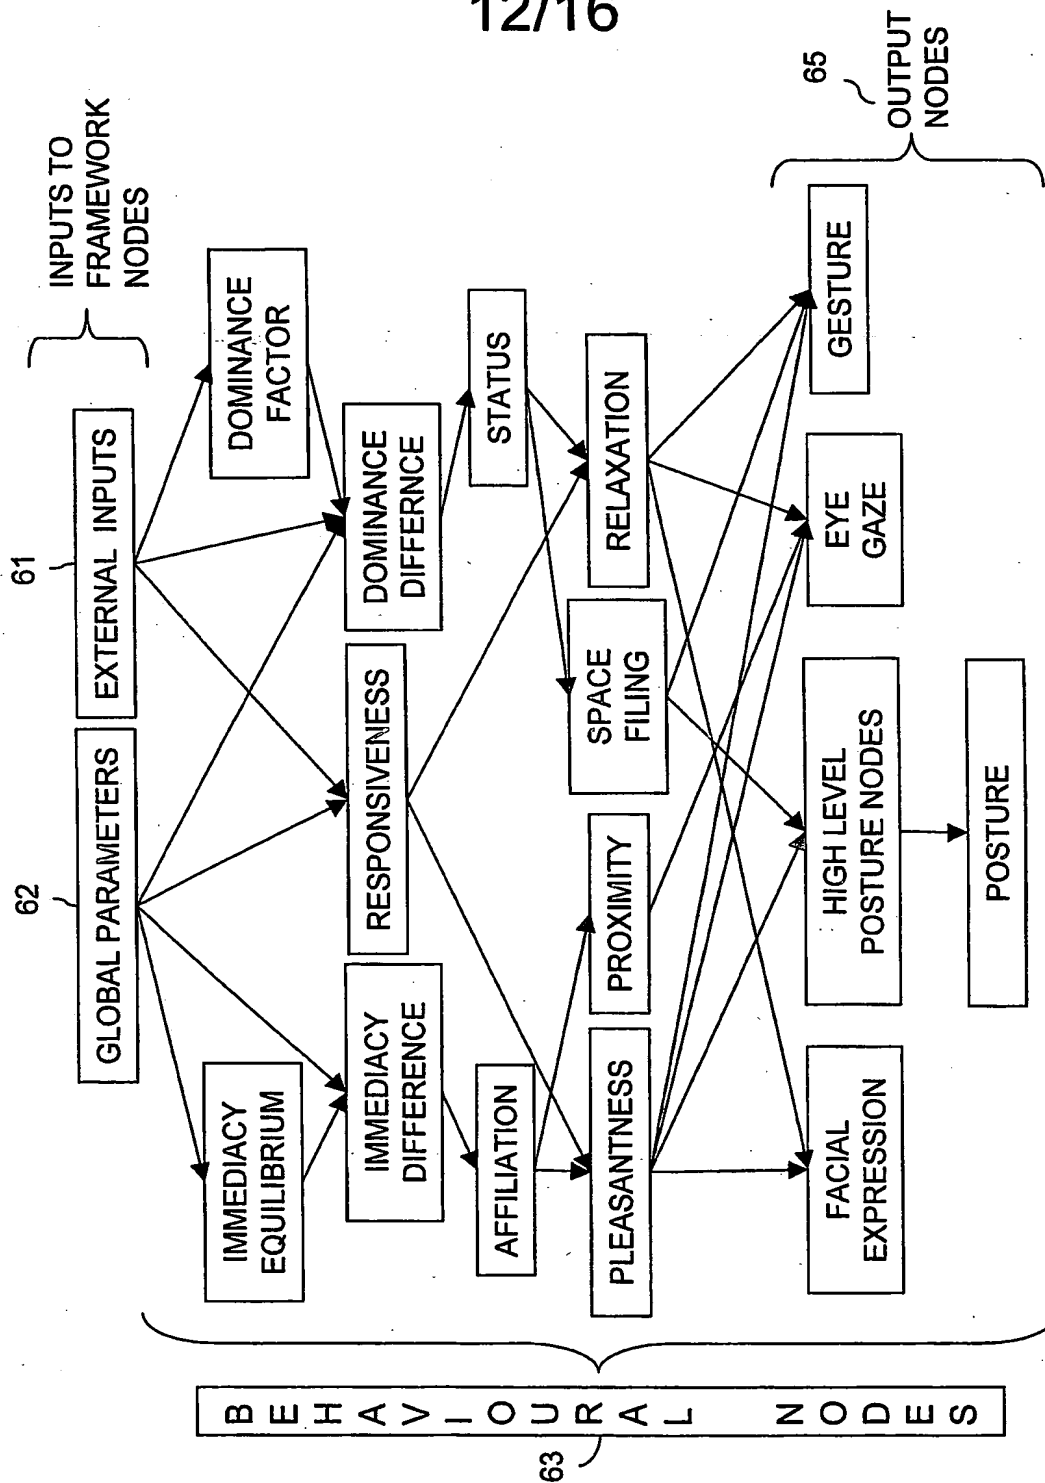 12/16
INPUTS TO
FRAMEWORK
NODES
62
61
GLOBAL PARAMETERS
EXTERNAL INPUTS
IMMEDIACY
EQUILIBRIUM
DOMINANCE
FACTOR
IMMEDIACY
DIFFERENCE
RESPONSIVENESS
DOMINANCE
DIFFERNCE
AFFILIATION
STATUS
PLEASANTNESS
PROXIMITY
SPACE
FILING
RELAXATION
FACIAL
EXPRESSION
HIGH LEVEL
POSTURE NODES
EYE
GAZE
GESTURE
POSTURE
65
OUTPUT
NODES
BEHAVIOURAL NODES
63